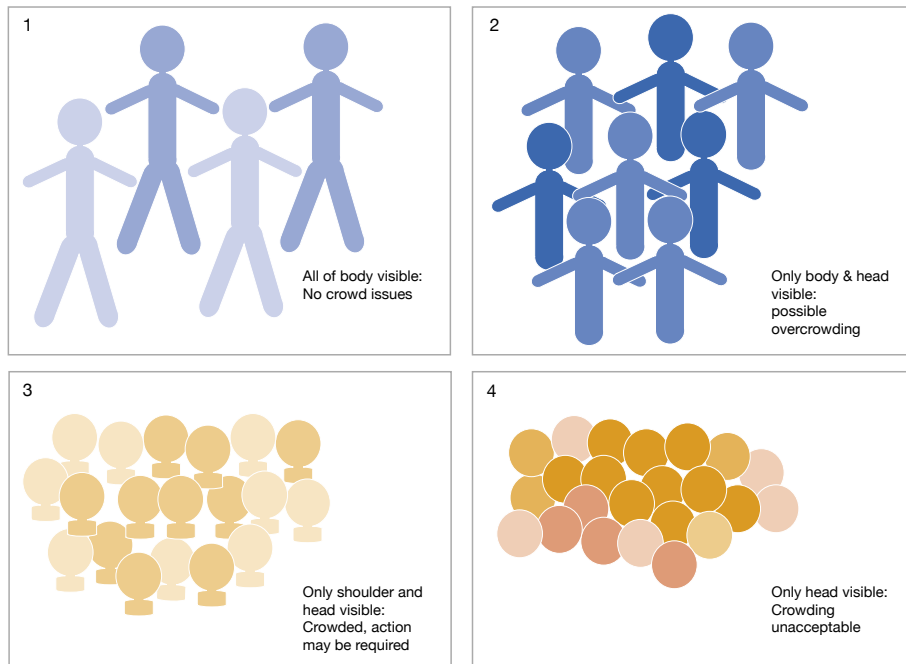 1
All of body visible:
No crowd issues
2
Only body & head
visible:
possible
overcrowding
3
Only shoulder and
head visible:
Crowded, action
may be required
4
Only head visible:
Crowding
unacceptable